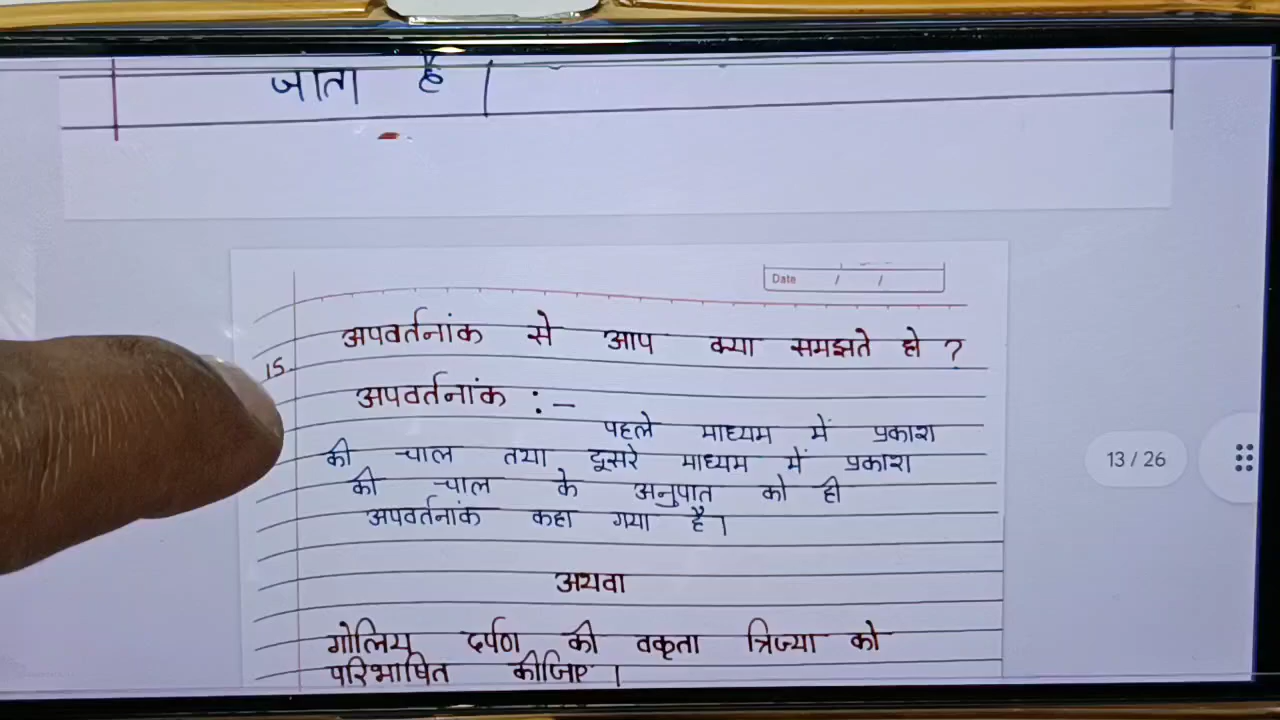 जाता है।
Date / /
अपवर्तनांक से आप क्या समझते हो ?
15.
अपवर्तनांक :-
पहले माध्यम में प्रकाश
की चाल तथा दूसरे माध्यम में प्रकाश
की चाल के अनुपात को ही
अपवर्तनांक कहा गया है।
13 / 26
अथवा
गोलिय दर्पण की वकृता त्रिज्या को
परिभाषित कीजिए।